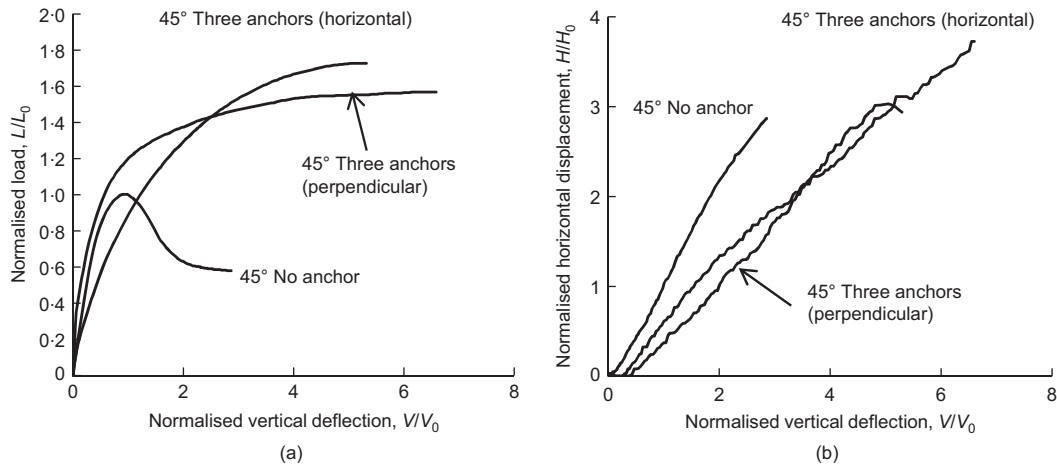 45° Three anchors (horizontal)
2·0
1·8
1·6
1·4
1·2
1·0
0·8
0·6
0·4
0·2
0
Normalised load, L/L₀
45° Three anchors
(perpendicular)
45° No anchor
0
2
4
6
8
Normalised vertical deflection, V/V₀
(a)
45° Three anchors (horizontal)
4
3
2
1
0
Normalised horizontal displacement, H/H₀
45° No anchor
45° Three anchors
(perpendicular)
0
2
4
6
8
Normalised vertical deflection, V/V₀
(b)